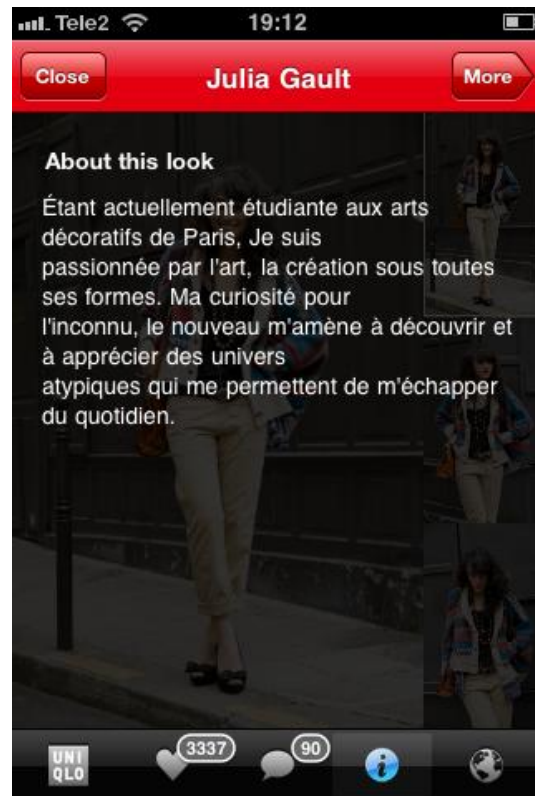 Tele2 19:12
Close Julia Gault More
About this look
Étant actuellement étudiante aux arts
décoratifs de Paris, Je suis
passionnée par l'art, la création sous toutes
ses formes. Ma curiosité pour
l'inconnu, le nouveau m'amène à découvrir et
à apprécier des univers
atypiques qui me permettent de m'échapper
du quotidien.
UNI
QLO
3337 90